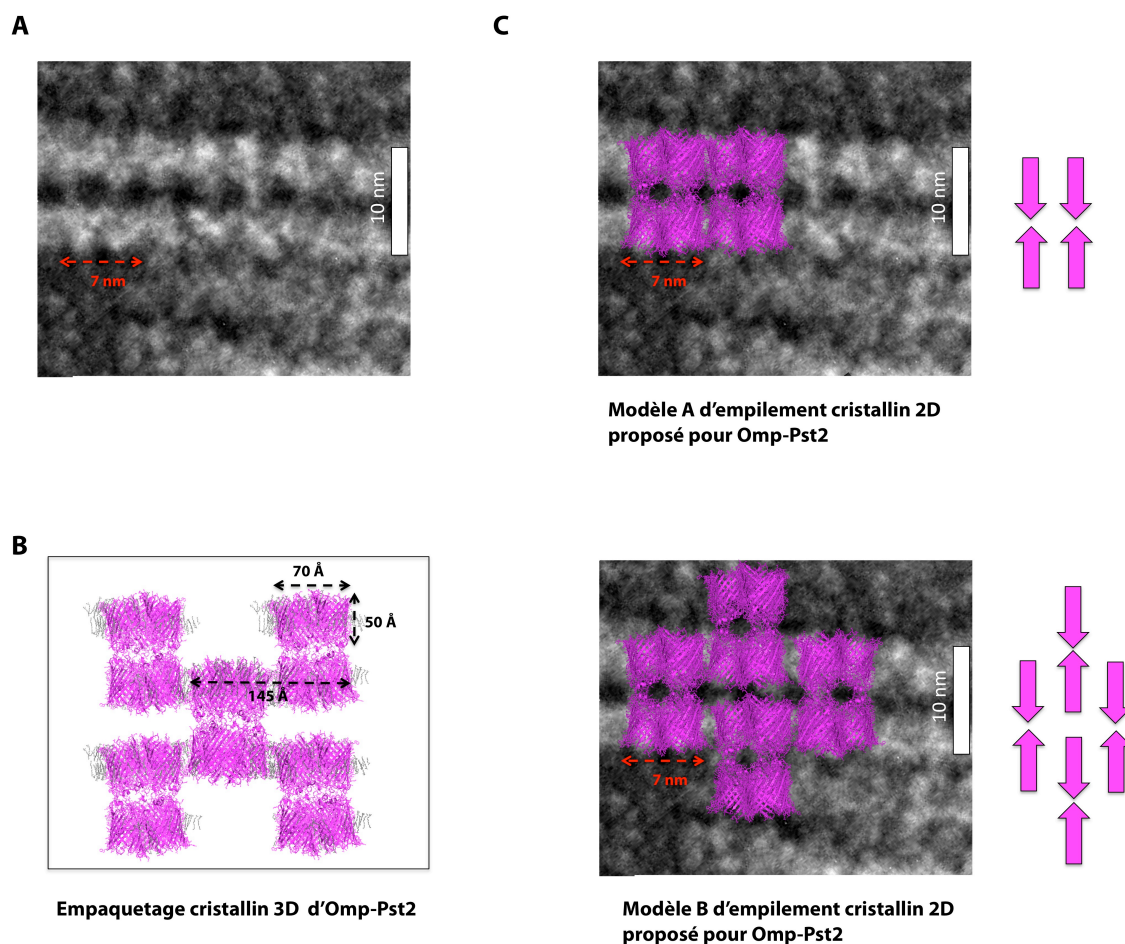 A
10 nm
7 nm
C
10 nm
7 nm
Modèle A d'empilement cristallin 2D
proposé pour Omp-Pst2
B
70 Å
50 Å
145 Å
Empaquetage cristallin 3D d'Omp-Pst2
10 nm
7 nm
Modèle B d'empilement cristallin 2D
proposé pour Omp-Pst2